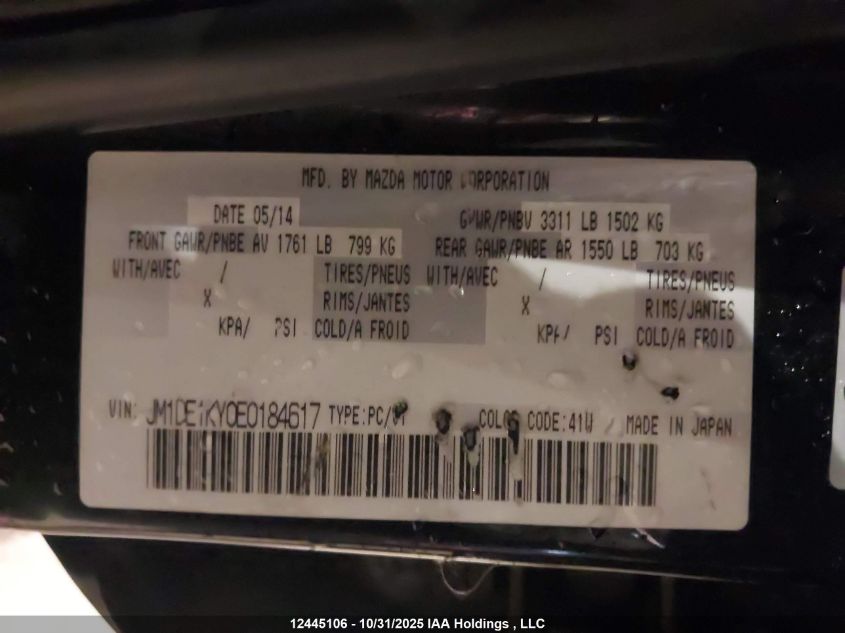 MFD. BY MAZDA MOTOR CORPORATION
DATE 05/14 GVWR/PNBV 3311 LB 1502 KG
FRONT GAWR/PNBE AV 1761 LB 799 KG REAR GAWR/PNBE AR 1550 LB 703 KG
WITH/AVEC / TIRES/PNEUS WITH/AVEC / TIRES/PNEUS
X RIMS/JANTES X RIMS/JANTES
KPA/ PSI COLD/A FROID KPA/ PSI COLD/A FROID
VIN: JM1DE1KY0E0184617 TYPE:PC/VT COLOR CODE:41W / MADE IN JAPAN
12445106 - 10/31/2025 IAA Holdings , LLC